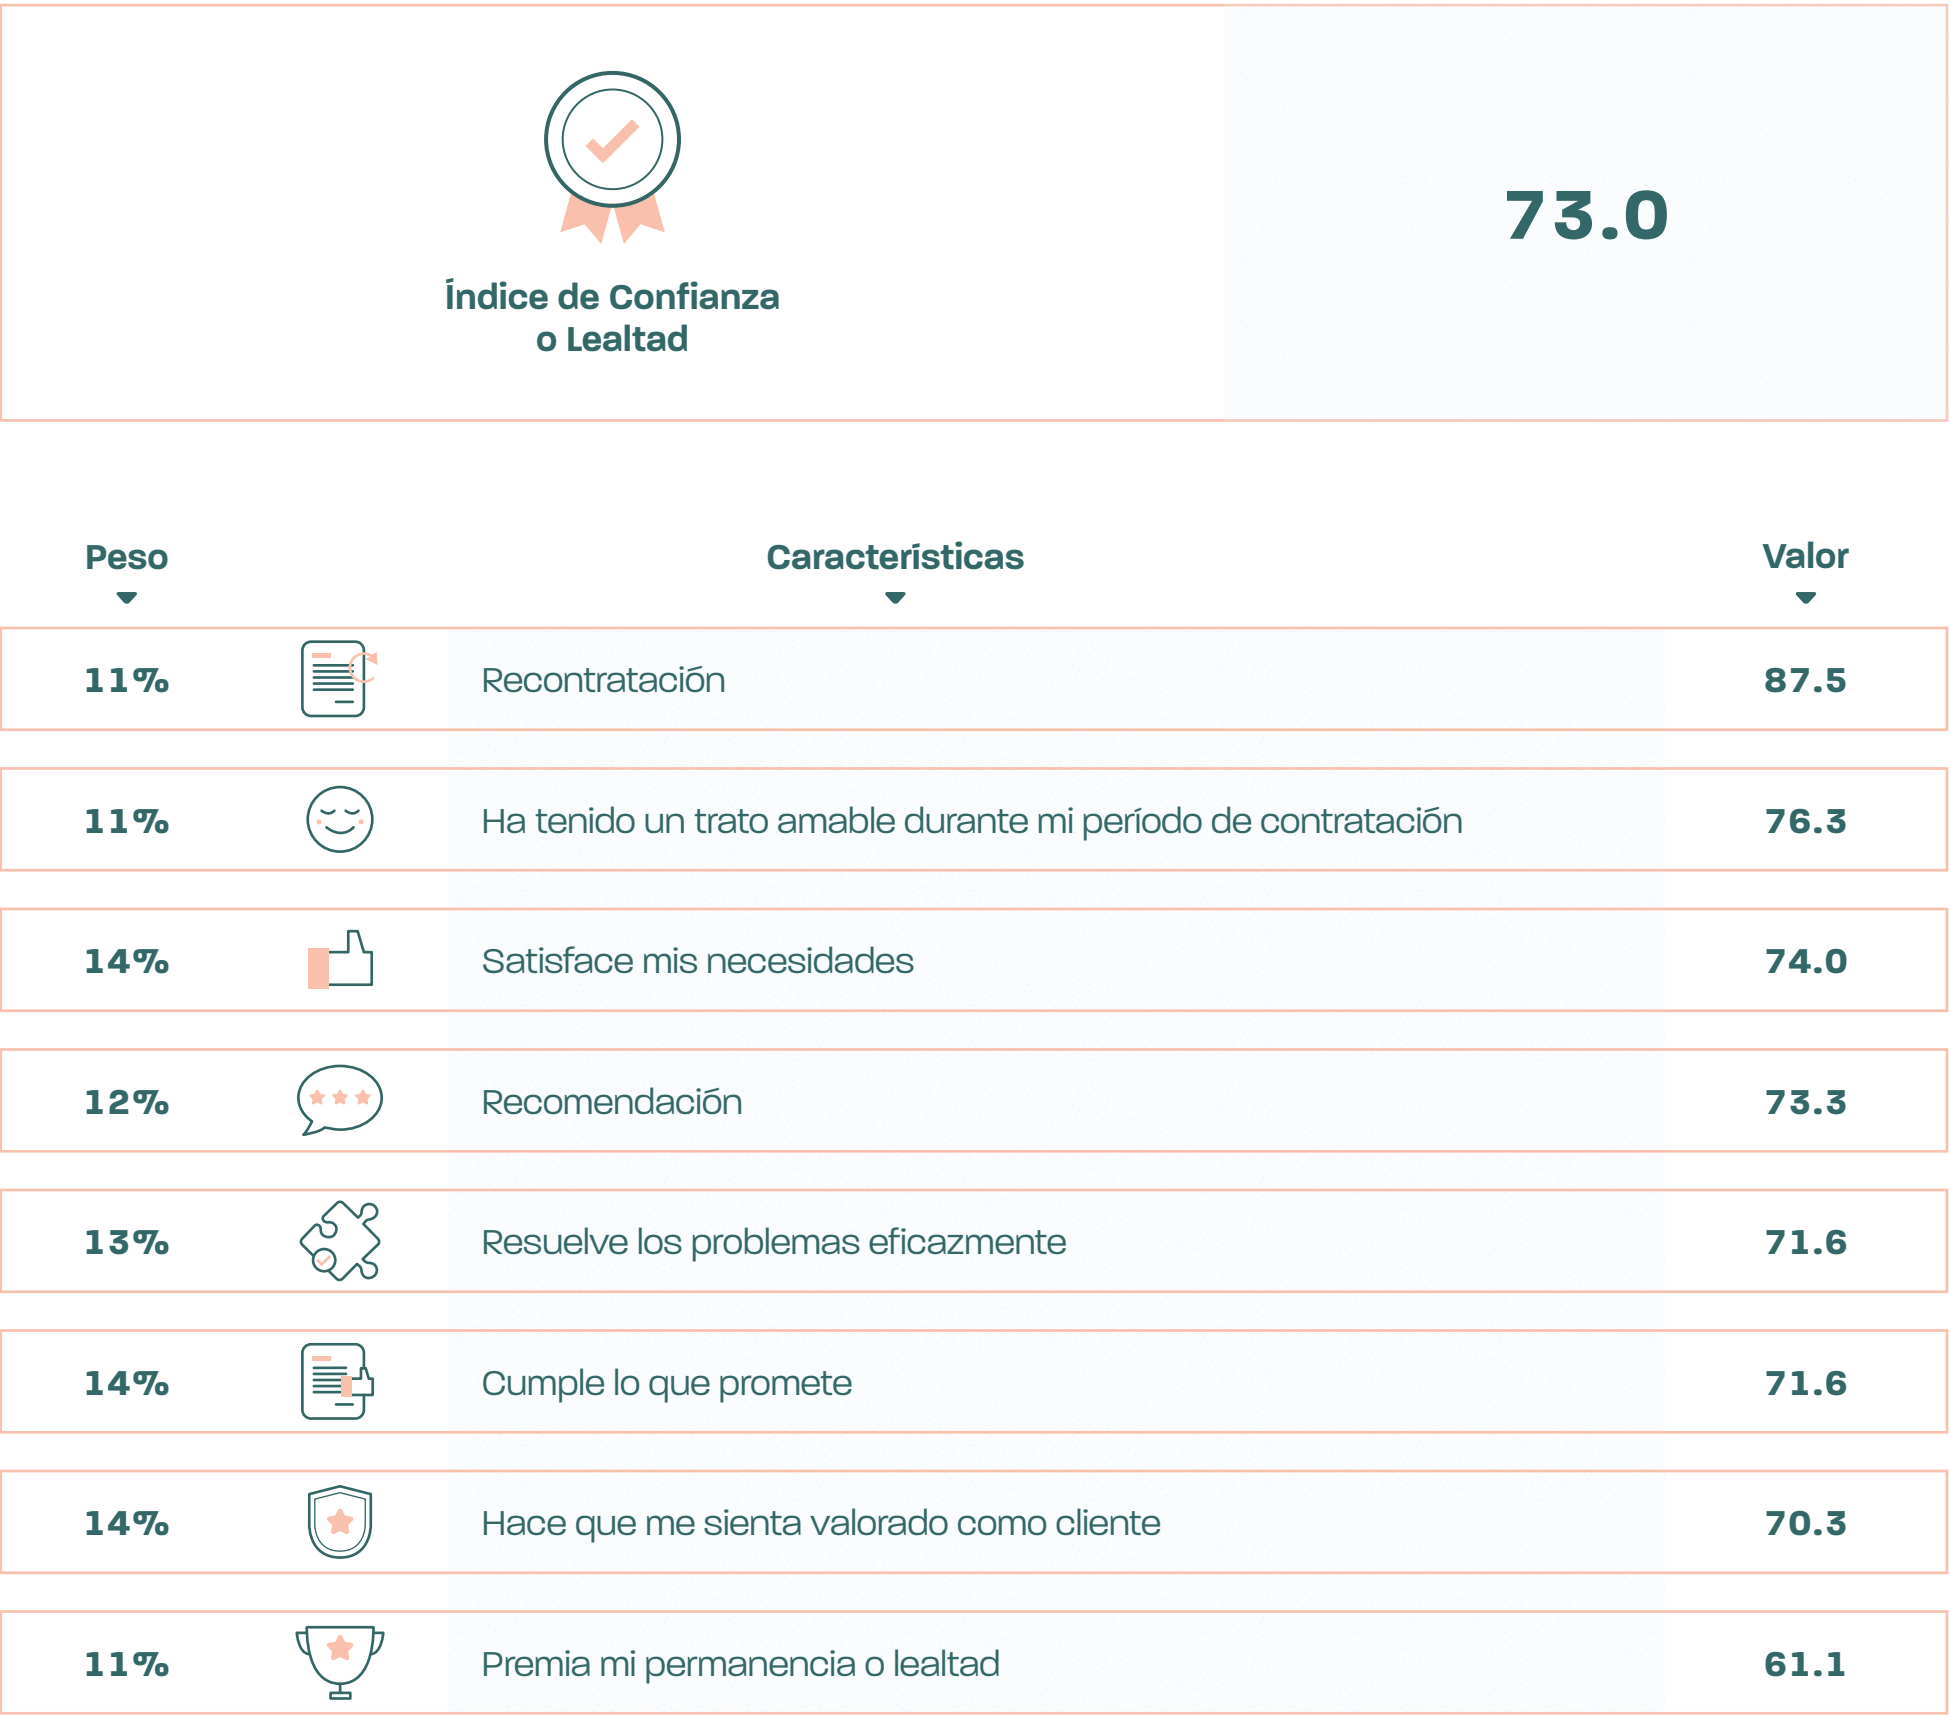 Índice de Confianza
o Lealtad
73.0
Peso Características Valor
11% Recontratación 87.5
11% Ha tenido un trato amable durante mi período de contratación 76.3
14% Satisface mis necesidades 74.0
12% Recomendación 73.3
13% Resuelve los problemas eficazmente 71.6
14% Cumple lo que promete 71.6
14% Hace que me sienta valorado como cliente 70.3
11% Premia mi permanencia o lealtad 61.1